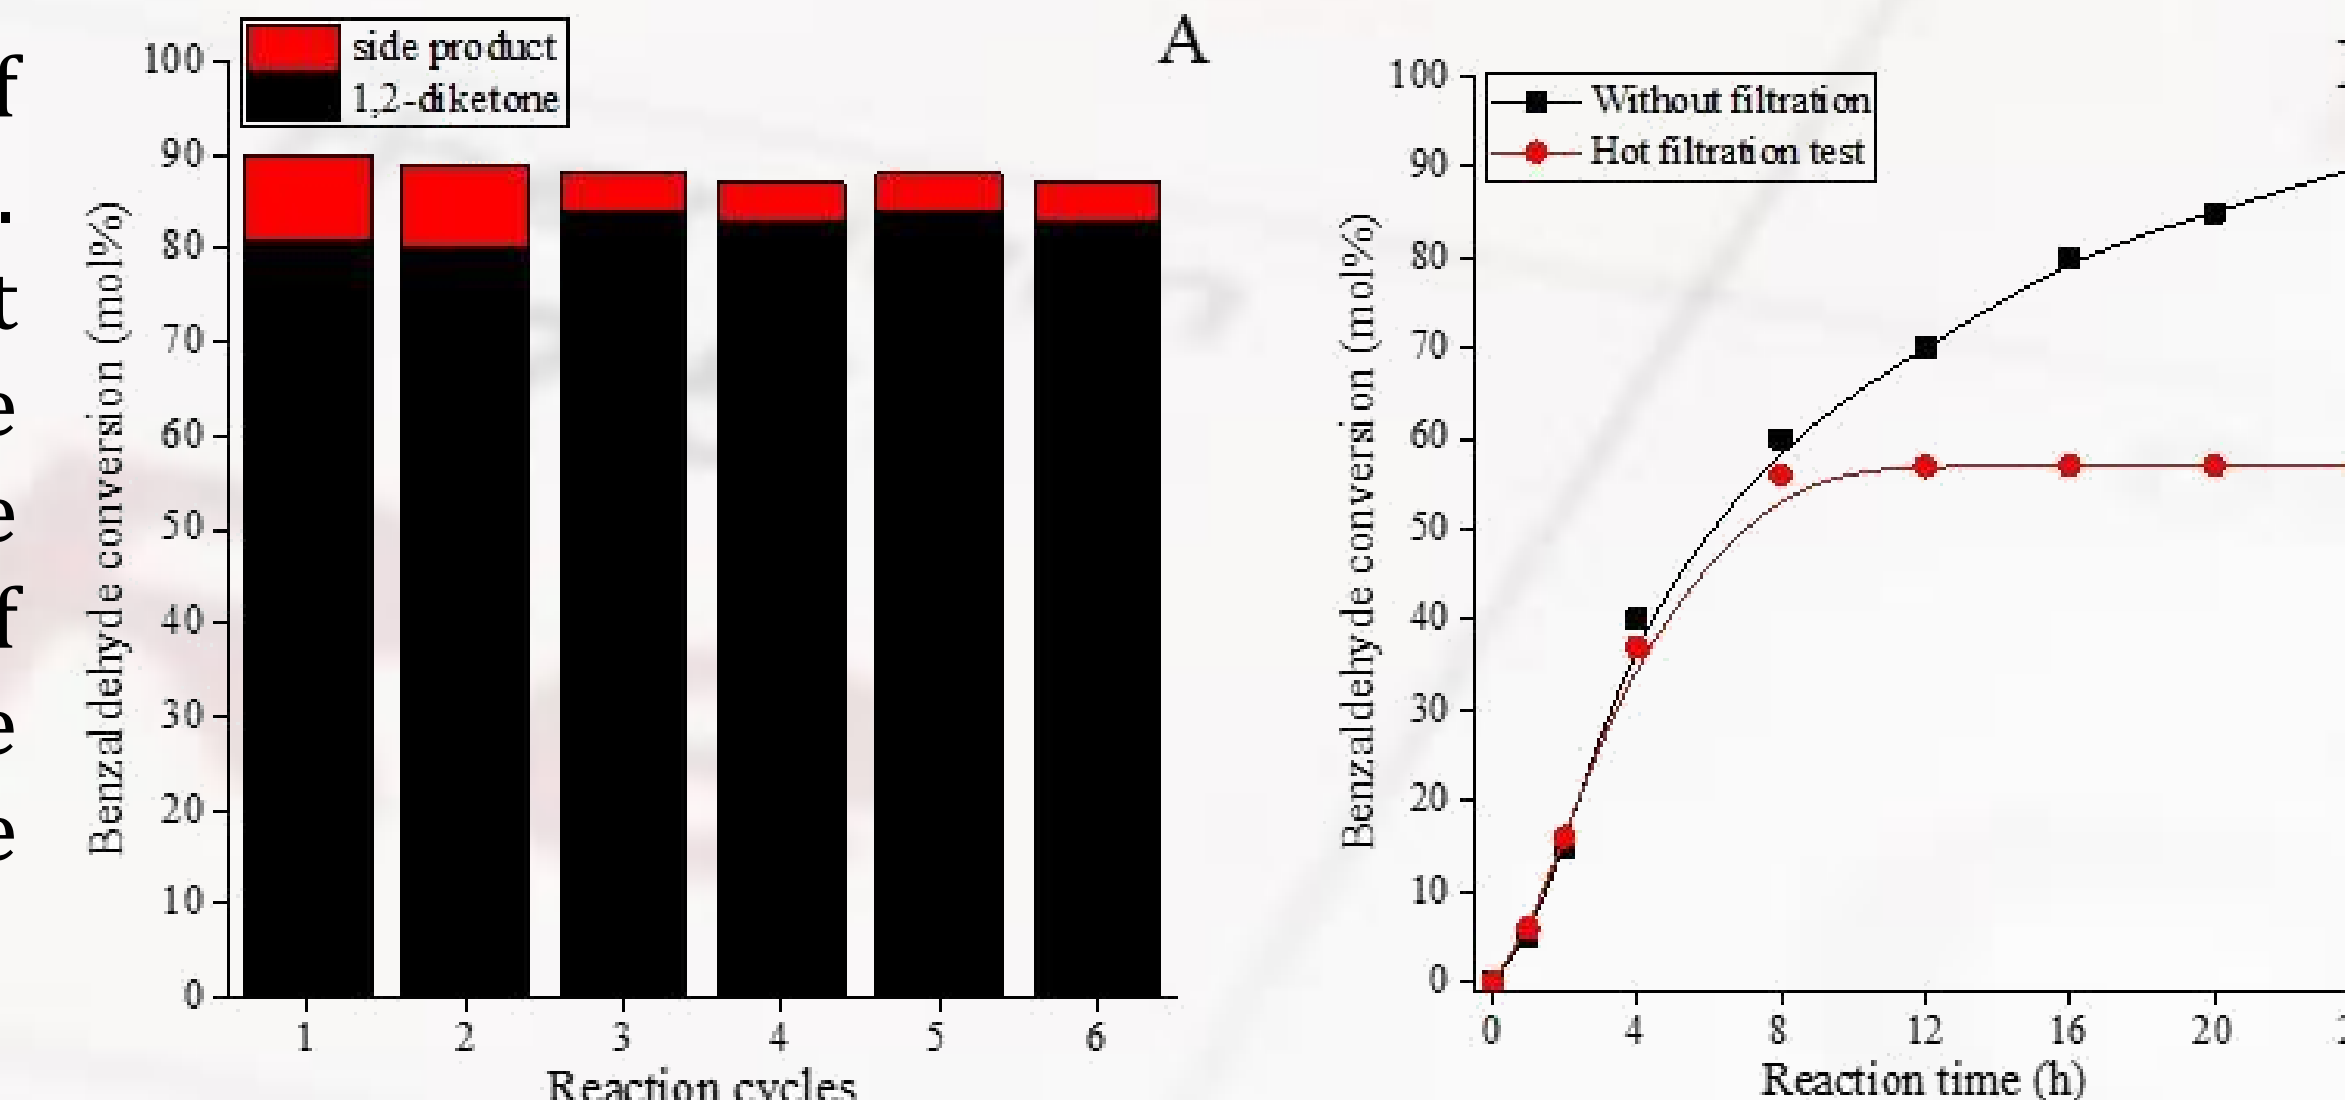 f
.
t
e
e
f
e
e
side product
1,2-diketone
A
100
90
80
70
60
50
40
30
20
10
0
Benzaldehyde conversion (mol%)
1 2 3 4 5 6
Reaction cycles
Without filtration
Hot filtration test
100
90
80
70
60
50
40
30
20
10
0
Benzaldehyde conversion (mol%)
0 4 8 12 16 20
Reaction time (h)